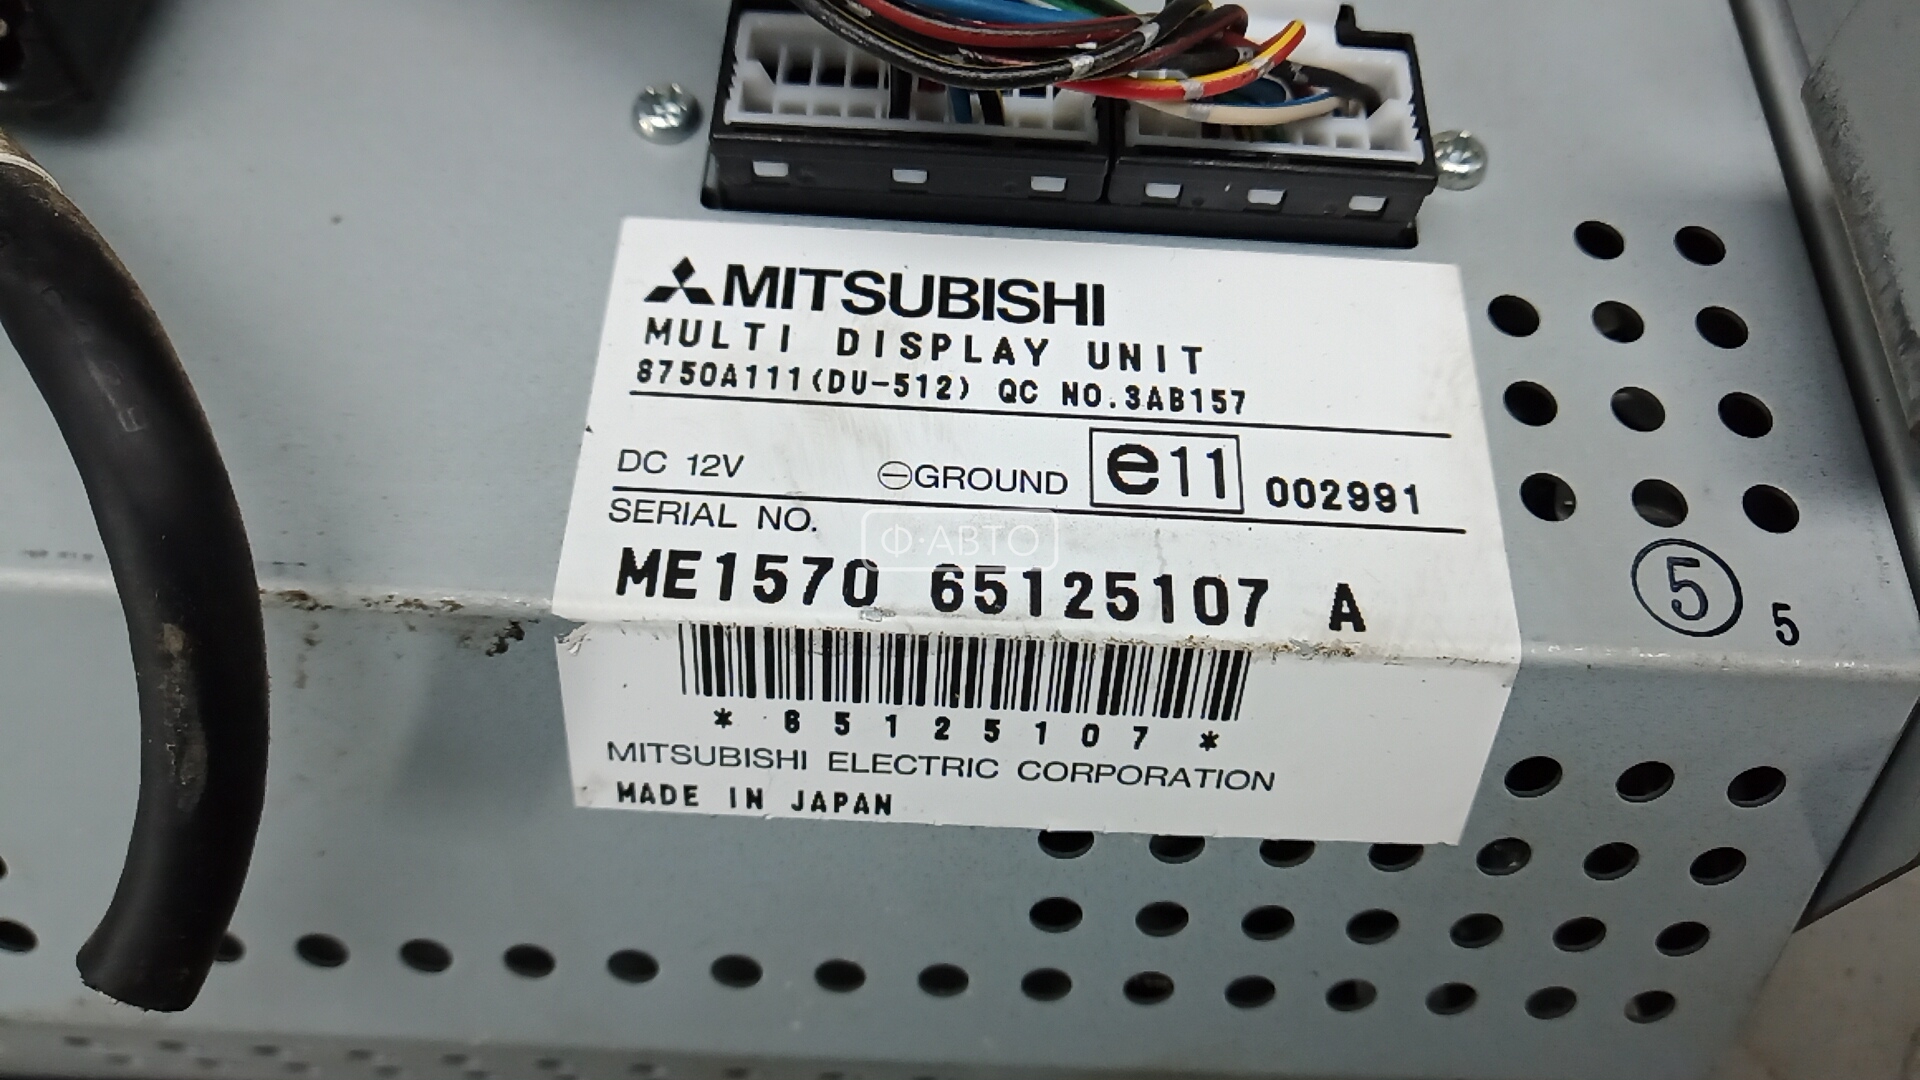 MITSUBISHI
MULTI DISPLAY UNIT
8750A111(DU-512) QC NO.3AB157
DC 12V ⊖GROUND e11 002991
SERIAL NO.
Ф·АВТО
ME1570 65125107 A
*65125107*
MITSUBISHI ELECTRIC CORPORATION
MADE IN JAPAN
5
5